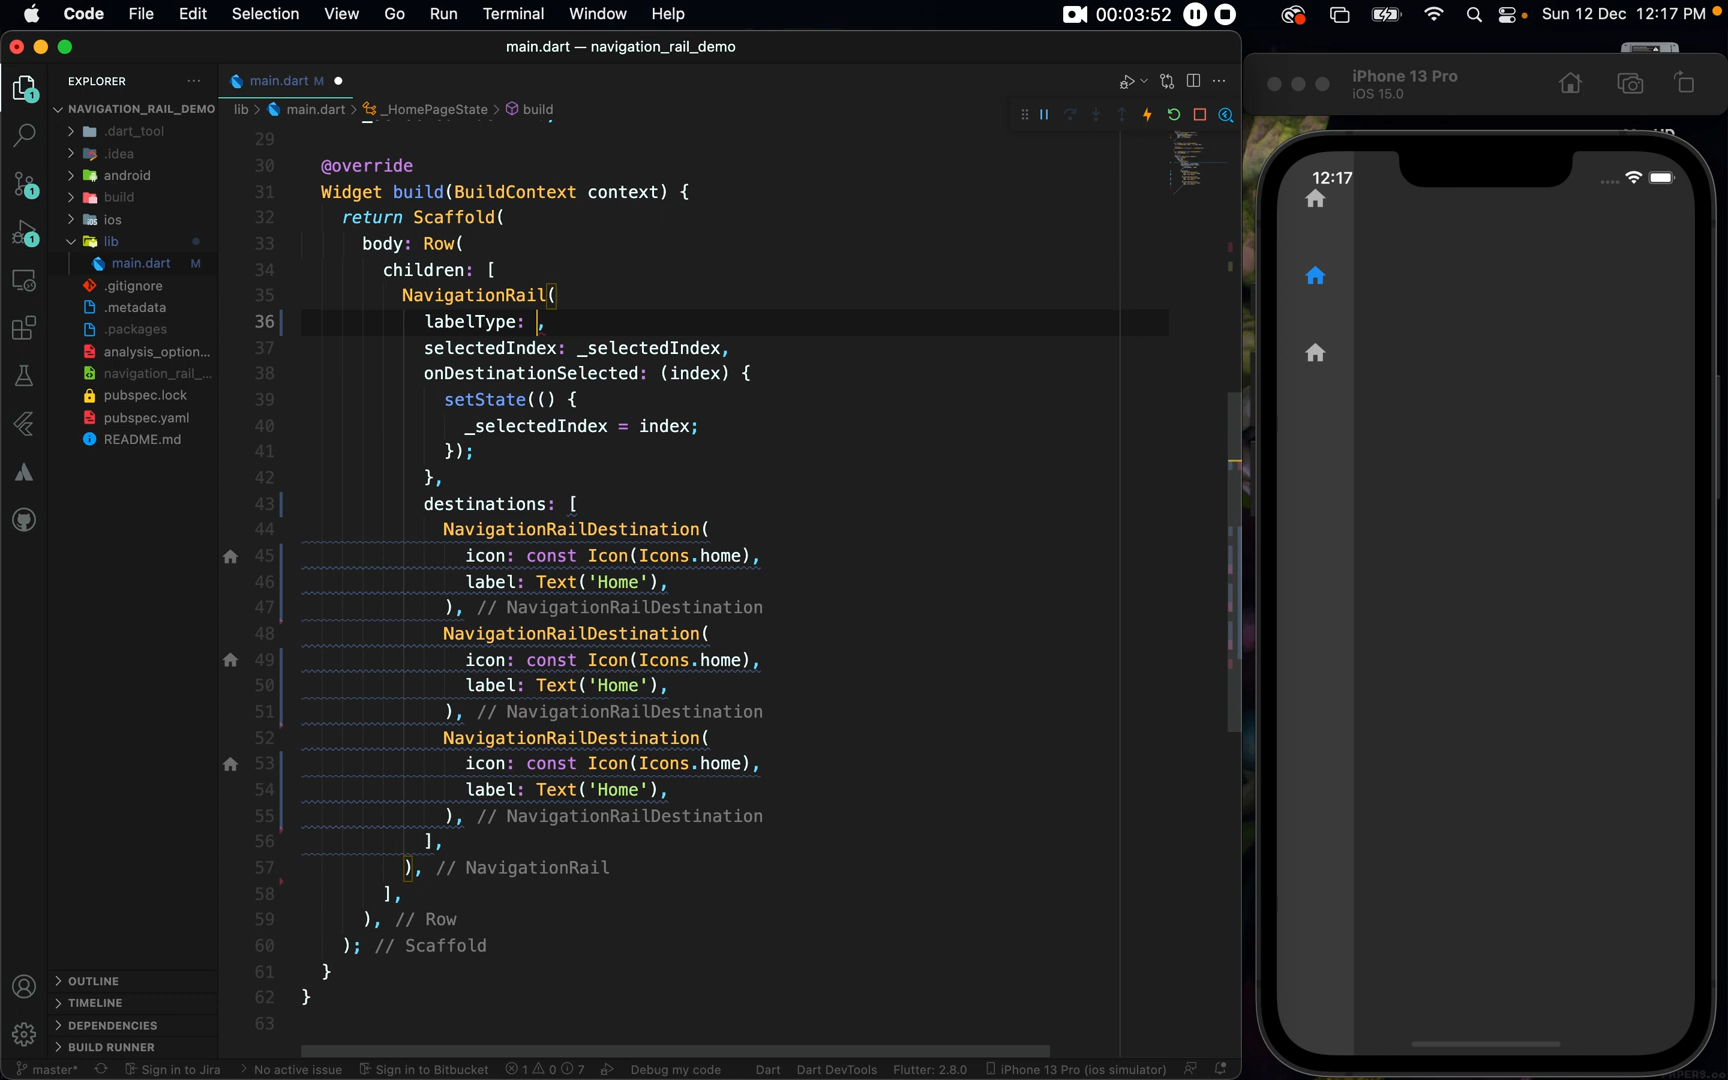 Code File Edit Selection View Go Run Terminal Window Help 00:03:52 Sun 12 Dec 12:17 PM
main.dart — navigation_rail_demo
EXPLORER
main.dart M
iPhone 13 Pro
iOS 15.0
NAVIGATION_RAIL_DEMO
lib > main.dart > _HomePageState > build
.dart_tool
.idea
android
build
ios
lib
main.dart M
.gitignore
.metadata
.packages
analysis_option...
navigation_rail_...
pubspec.lock
pubspec.yaml
README.md
OUTLINE
TIMELINE
DEPENDENCIES
BUILD RUNNER
29
30 @override
31 Widget build(BuildContext context) {
32 return Scaffold(
33 body: Row(
34 children: [
35 NavigationRail(
36 labelType: ,
37 selectedIndex: _selectedIndex,
38 onDestinationSelected: (index) {
39 setState(() {
40 _selectedIndex = index;
41 });
42 },
43 destinations: [
44 NavigationRailDestination(
45 icon: const Icon(Icons.home),
46 label: Text('Home'),
47 ), // NavigationRailDestination
48 NavigationRailDestination(
49 icon: const Icon(Icons.home),
50 label: Text('Home'),
51 ), // NavigationRailDestination
52 NavigationRailDestination(
53 icon: const Icon(Icons.home),
54 label: Text('Home'),
55 ), // NavigationRailDestination
56 ],
57 ), // NavigationRail
58 ],
59 ), // Row
60 ); // Scaffold
61 }
62 }
63
12:17
master* Sign in to Jira No active issue Sign in to Bitbucket 1 0 7 Debug my code Dart Dart DevTools Flutter: 2.8.0 iPhone 13 Pro (ios simulator)